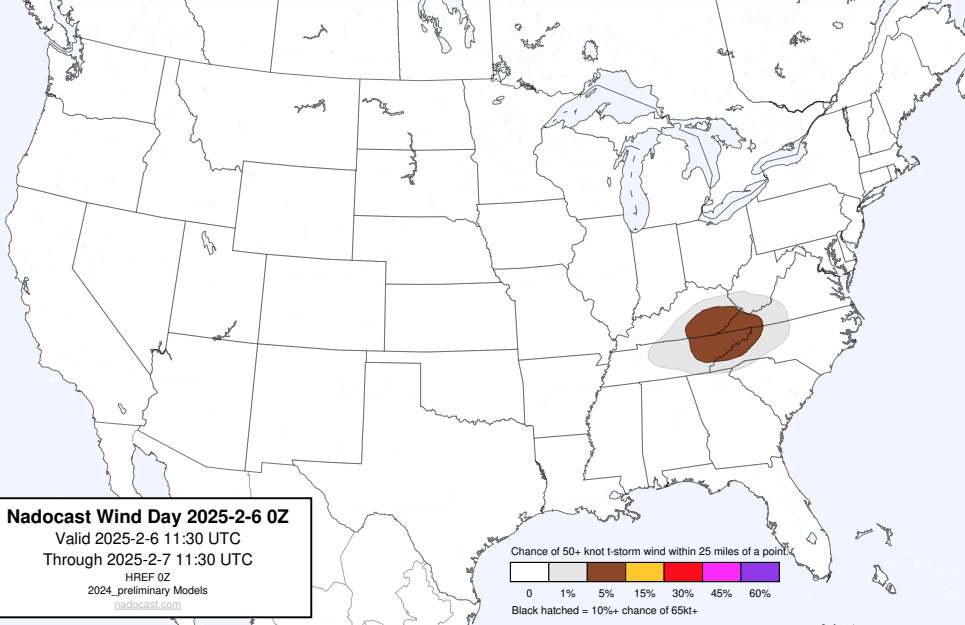 Nadocast Wind Day 2025-2-6 0Z
Valid 2025-2-6 11:30 UTC
Through 2025-2-7 11:30 UTC
HREF 0Z
2024_preliminary Models
nadocast.com
Chance of 50+ knot t-storm wind within 25 miles of a point.
0 1% 5% 15% 30% 45% 60%
Black hatched = 10%+ chance of 65kt+